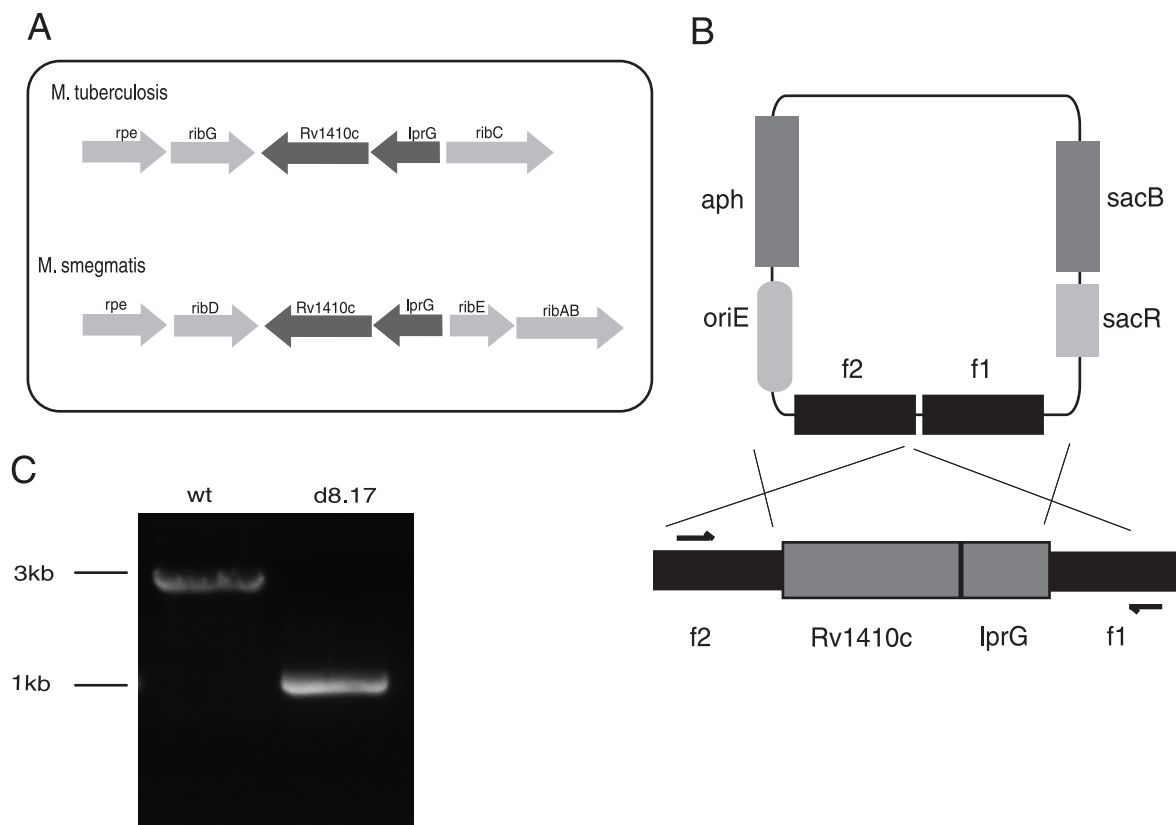 A
M. tuberculosis
rpe ribG Rv1410c lprG ribC
M. smegmatis
rpe ribD Rv1410c lprG ribE ribAB
B
aph
sacB
oriE
sacR
f2 f1
f2 Rv1410c lprG f1
C
wt d8.17
3kb
1kb